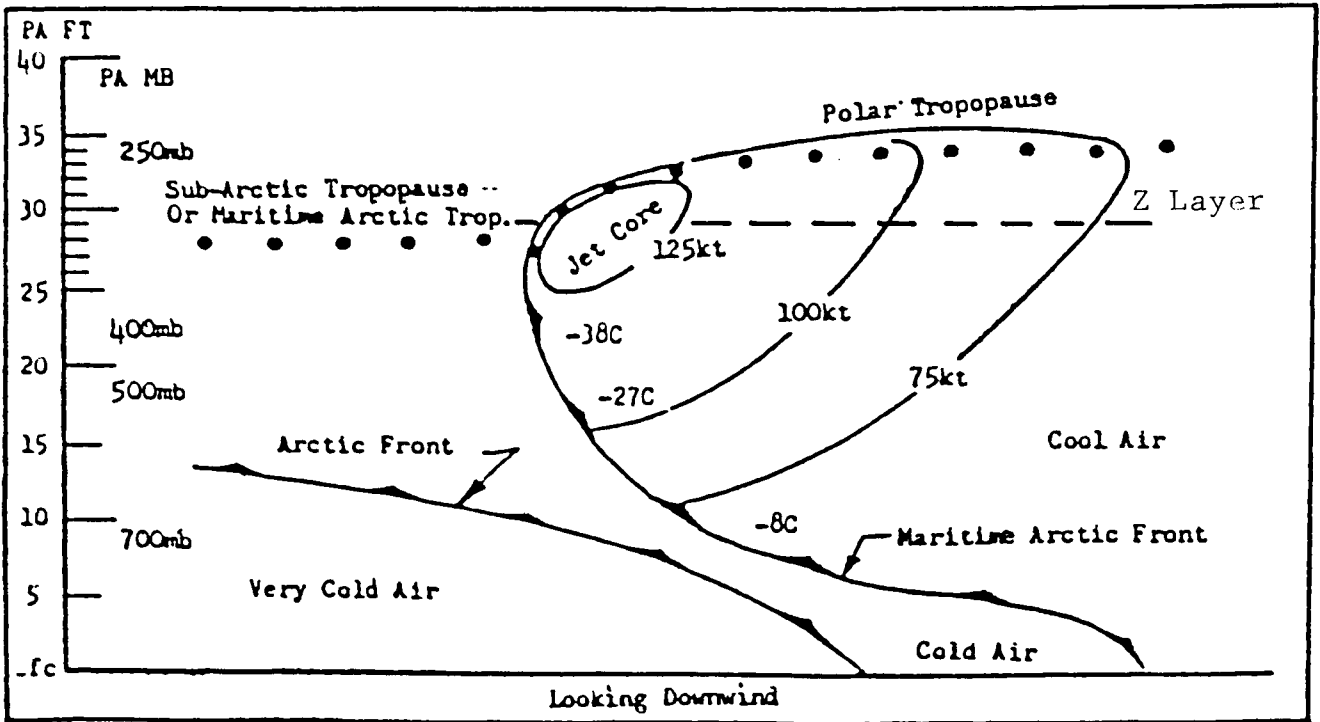 PA FT
40
PA MB
Polar Tropopause
35
250mb
Sub-Arctic Tropopause --
Or Maritime Arctic Trop.
Z Layer
30
Jet Core
125kt
25
100kt
400mb
-38C
20
75kt
500mb
-27C
15
Arctic Front
Cool Air
10
700mb
-8C
Maritime Arctic Front
5
Very Cold Air
Cold Air
Looking Downwind